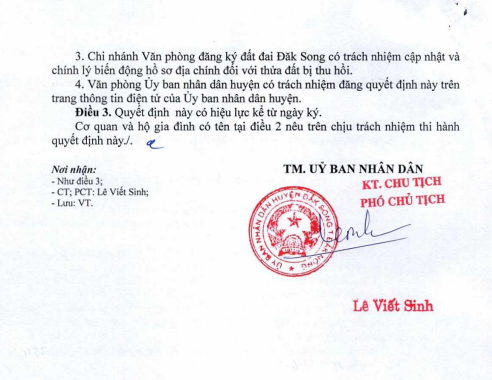 3. Chi nhánh Văn phòng đăng ký đất đai Đăk Song có trách nhiệm cập nhật và
chính lý biến động hồ sơ địa chính đối với thửa đất bị thu hồi.
4. Văn phòng Ủy ban nhân dân huyện có trách nhiệm đăng quyết định này trên
trang thông tin điện tử của Ủy ban nhân dân huyện.
Điều 3. Quyết định này có hiệu lực kể từ ngày ký.
Cơ quan và hộ gia đình có tên tại điều 2 nêu trên chịu trách nhiệm thi hành
quyết định này./.
Nơi nhận:
- Như điều 3;
- CT; PCT: Lê Viết Sinh;
- Lưu: VT.
TM. UỶ BAN NHÂN DÂN
KT. CHỦ TỊCH
PHÓ CHỦ TỊCH
ỦY BAN NHÂN DÂN HUYỆN ĐĂK SONG T. ĐĂK NÔNG
Lê Viết Sinh